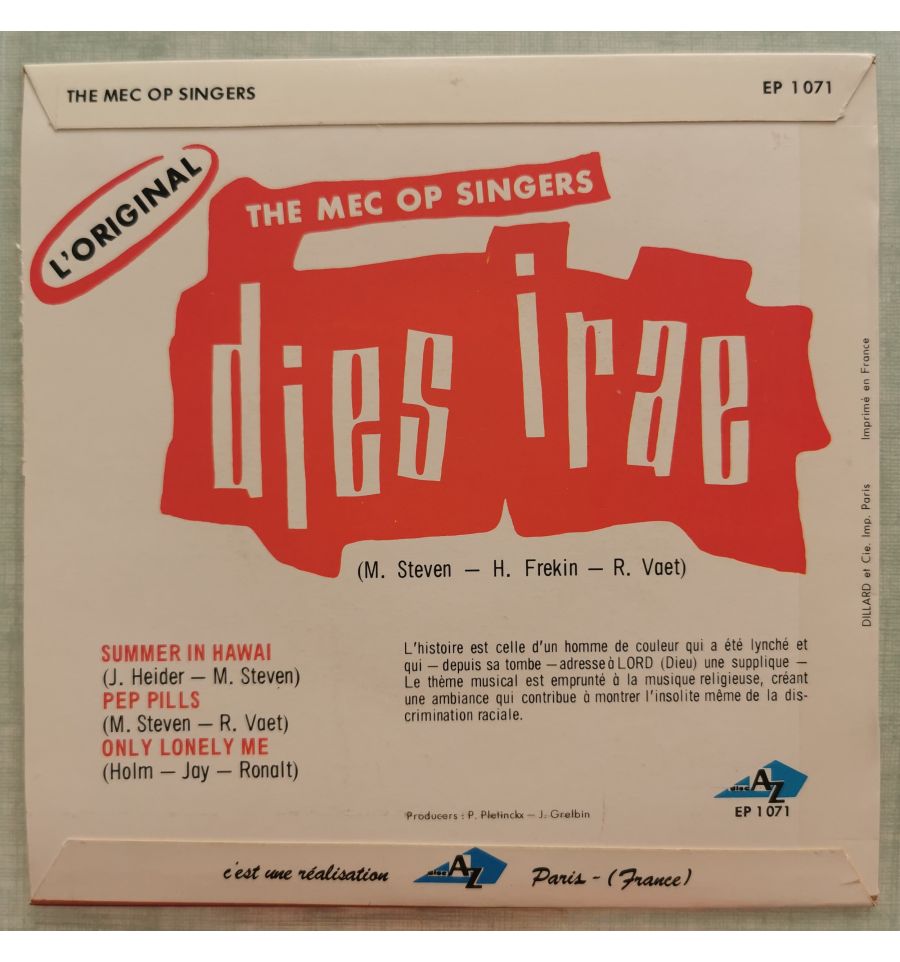 THE MEC OP SINGERS
EP 1071
L'ORIGINAL
THE MEC OP SINGERS
dies irae
(M. Steven — H. Frekin — R. Vaet)
SUMMER IN HAWAI
(J. Heider — M. Steven)
PEP PILLS
(M. Steven — R. Vaet)
ONLY LONELY ME
(Holm — Jay — Ronalt)
L'histoire est celle d'un homme de couleur qui a été lynché et
qui — depuis sa tombe — adresse à LORD (Dieu) une supplique —
Le thème musical est emprunté à la musique religieuse, créant
une ambiance qui contribue à montrer l'insolite même de la dis-
crimination raciale.
Producers : P. Pletinckx — J. Grelbin
disc AZ
EP 1071
DILLARD et Cie. Imp. Paris Imprimé en France
c'est une réalisation disc AZ Paris - (France)